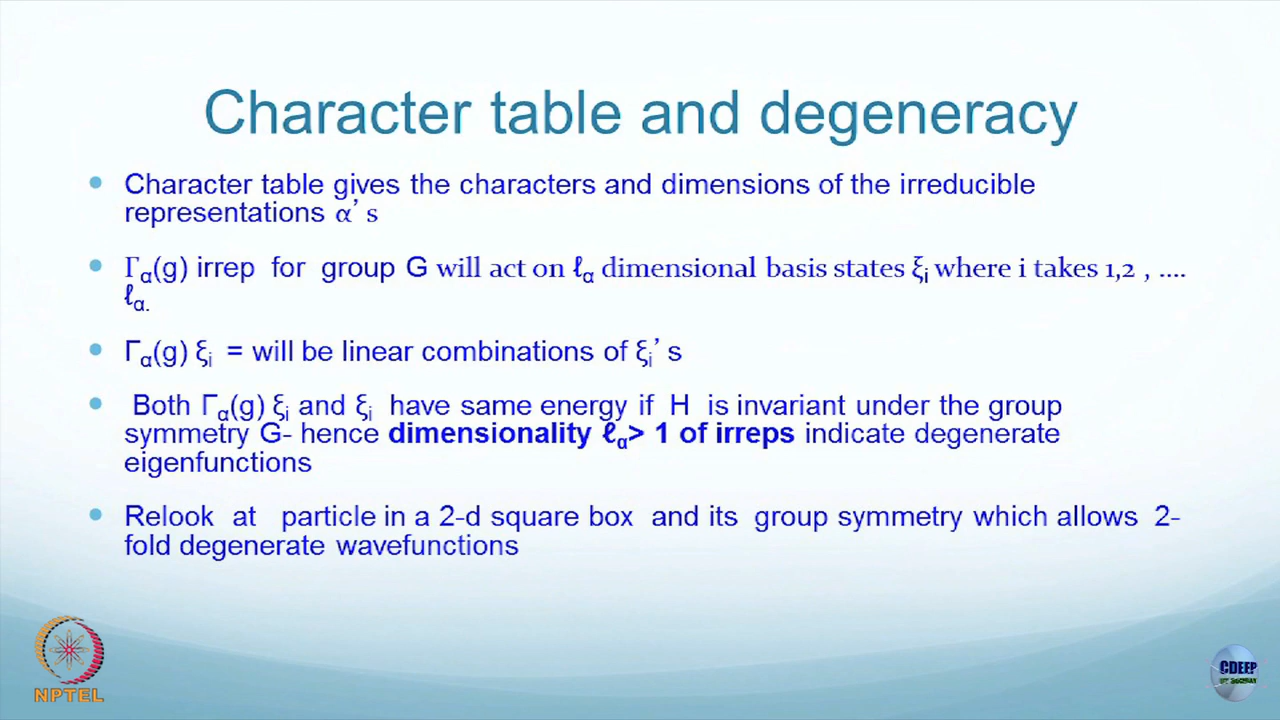 Character table and degeneracy
Character table gives the characters and dimensions of the irreducible
representations α’ s
Γα(g) irrep for group G will act on ℓα dimensional basis states ξi where i takes 1,2 , ....
ℓα.
Γα(g) ξi = will be linear combinations of ξi’ s
Both Γα(g) ξi and ξi have same energy if H is invariant under the group
symmetry G- hence dimensionality ℓα> 1 of irreps indicate degenerate
eigenfunctions
Relook at particle in a 2-d square box and its group symmetry which allows 2-
fold degenerate wavefunctions
NPTEL
CDEEP